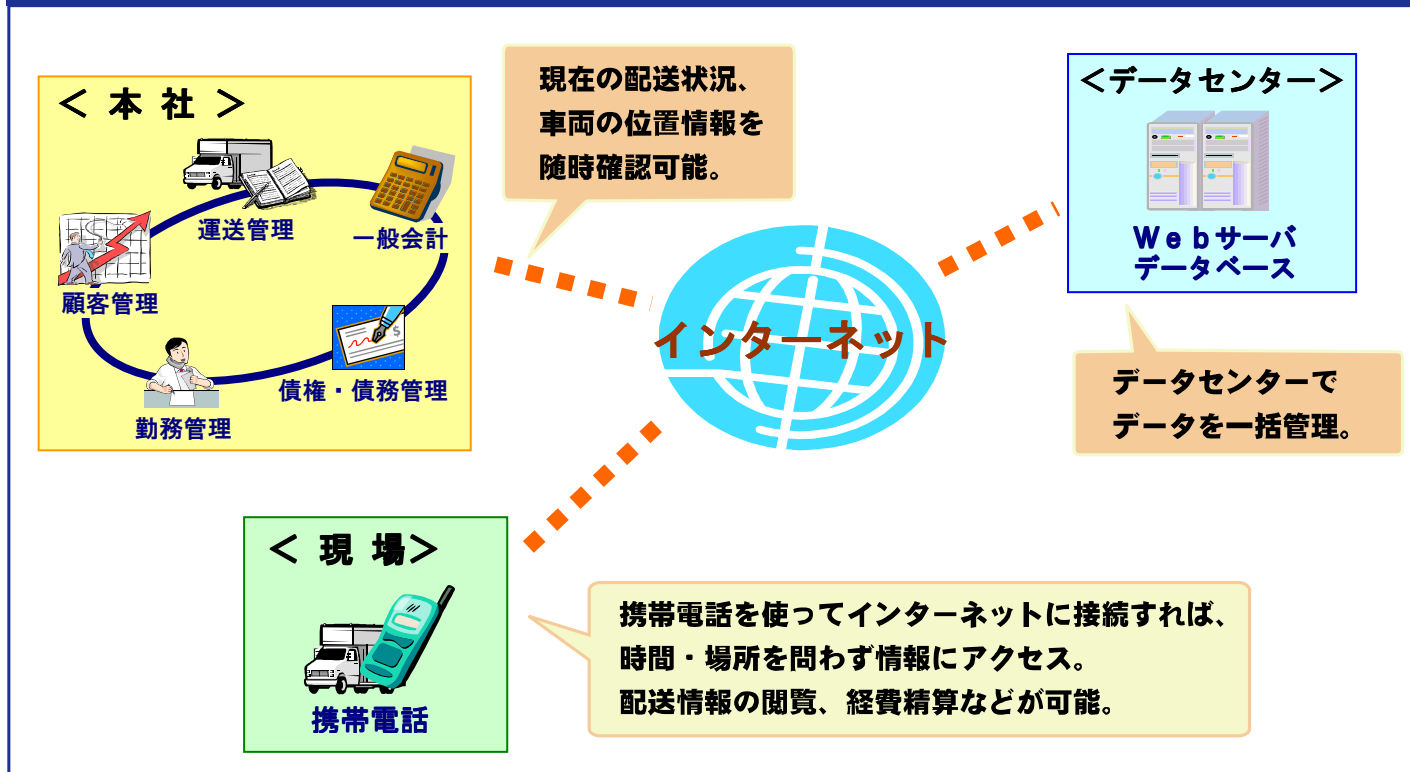 ＜ 本 社 ＞
運送管理
一般会計
顧客管理
債権・債務管理
勤務管理
現在の配送状況、
車両の位置情報を
随時確認可能。
＜データセンター＞
Ｗｅｂサーバ
データベース
インターネット
データセンターで
データを一括管理。
＜ 現 場＞
携帯電話
携帯電話を使ってインターネットに接続すれば、
時間・場所を問わず情報にアクセス。
配送情報の閲覧、経費精算などが可能。